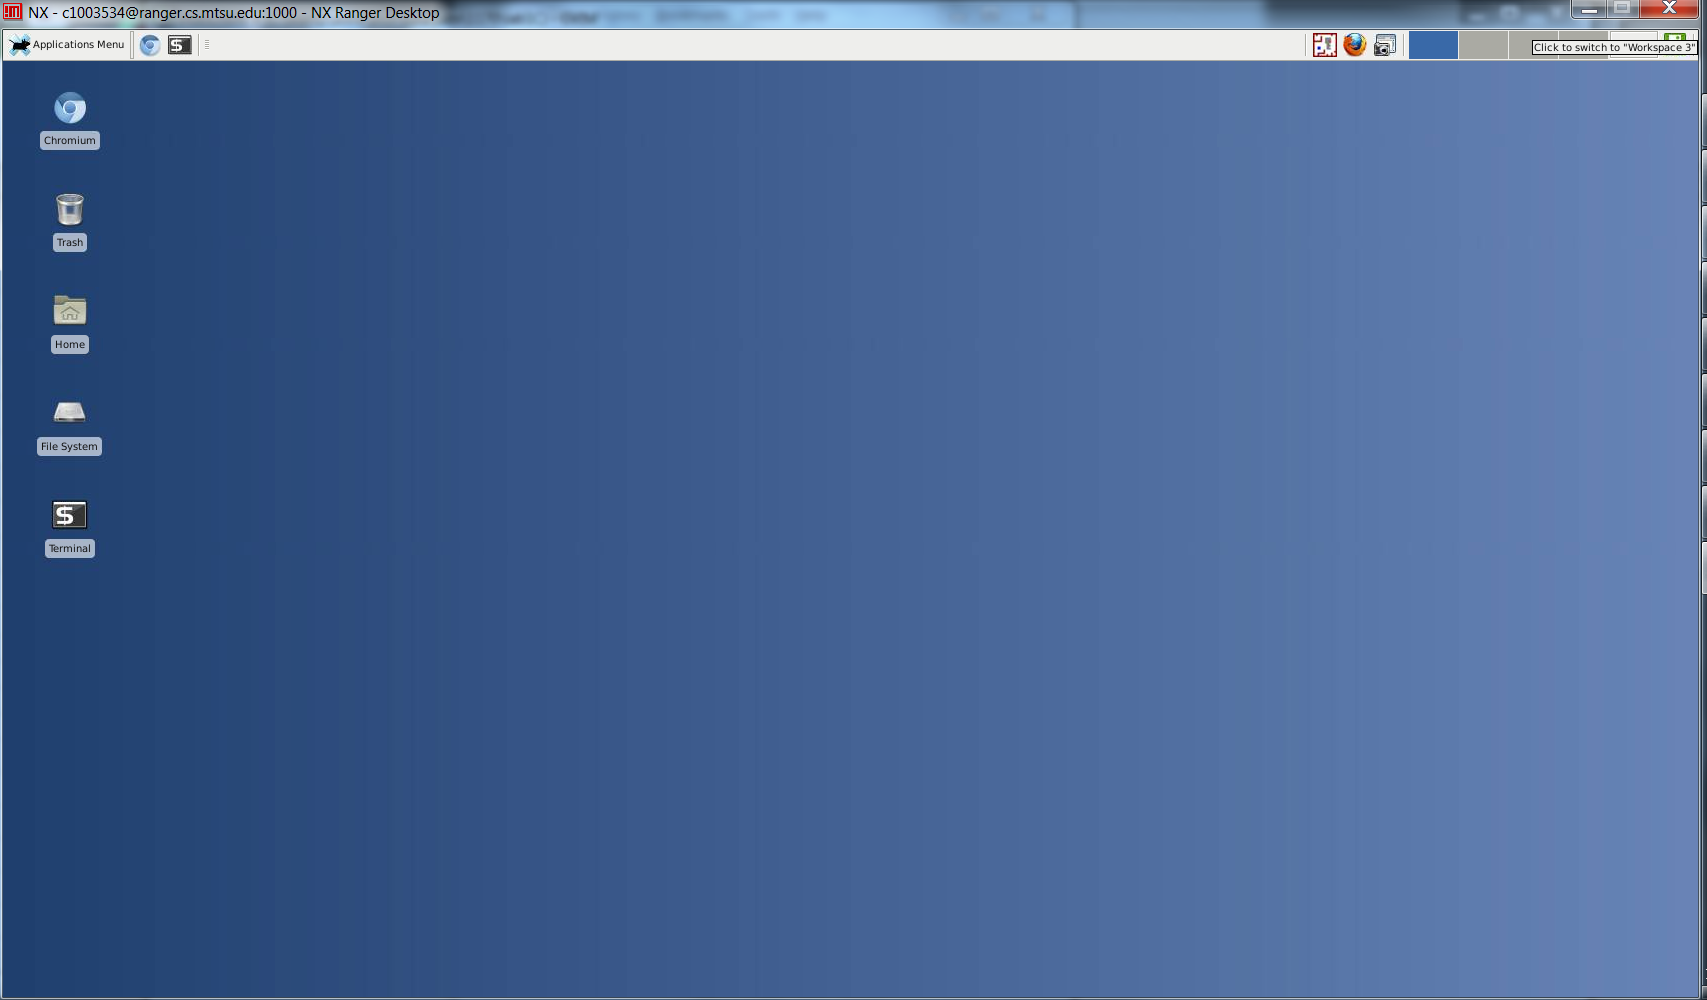 NX - c1003534@ranger.cs.mtsu.edu:1000 - NX Ranger Desktop
Applications Menu
Click to switch to "Workspace 3"
Chromium
Trash
Home
File System
$
Terminal